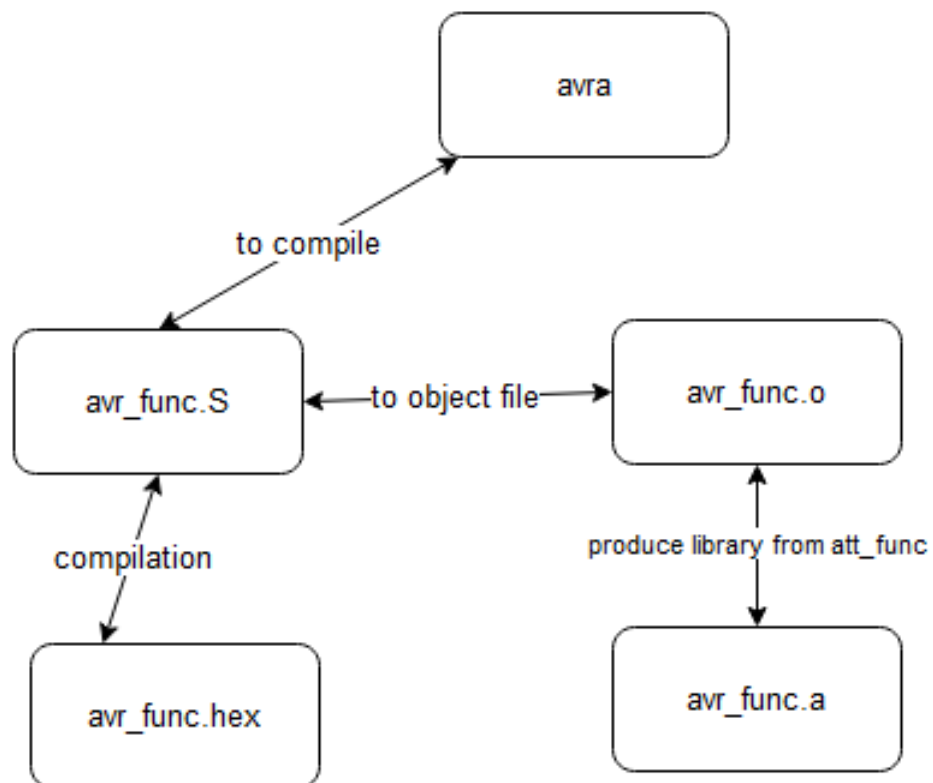 avra
to compile
avr_func.S
to object file
avr_func.o
compilation
produce library from att_func
avr_func.hex
avr_func.a